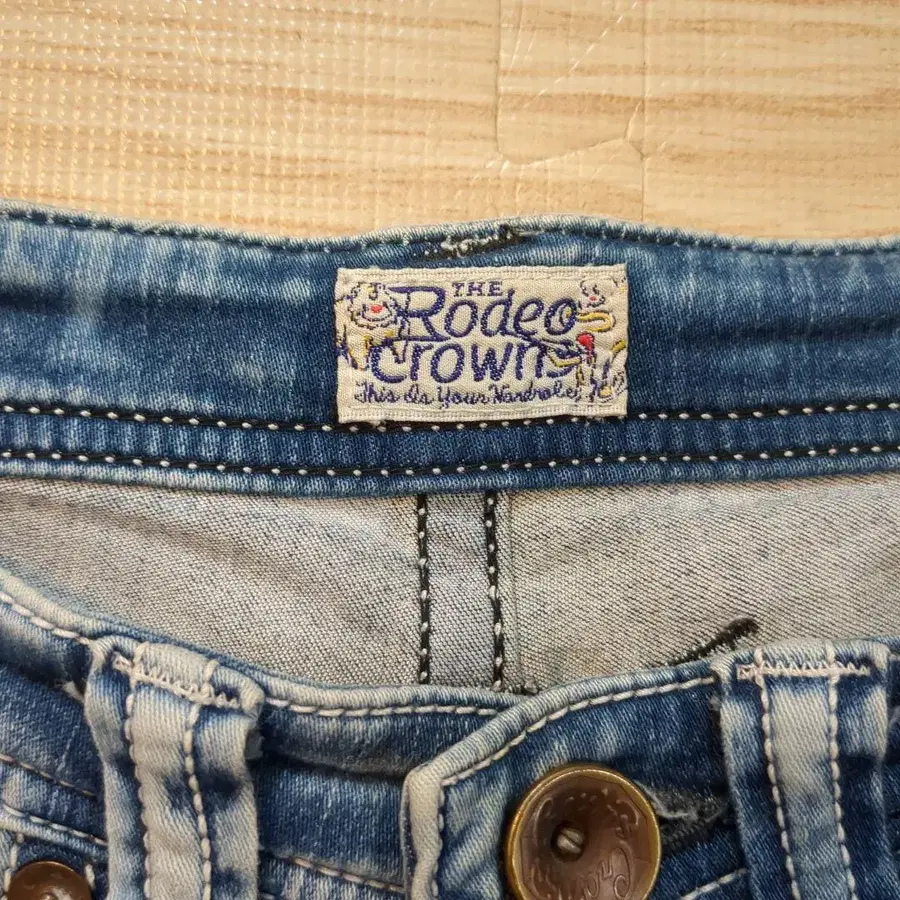 THE
Rodeo
Crowns
This Is Your Wardrobe